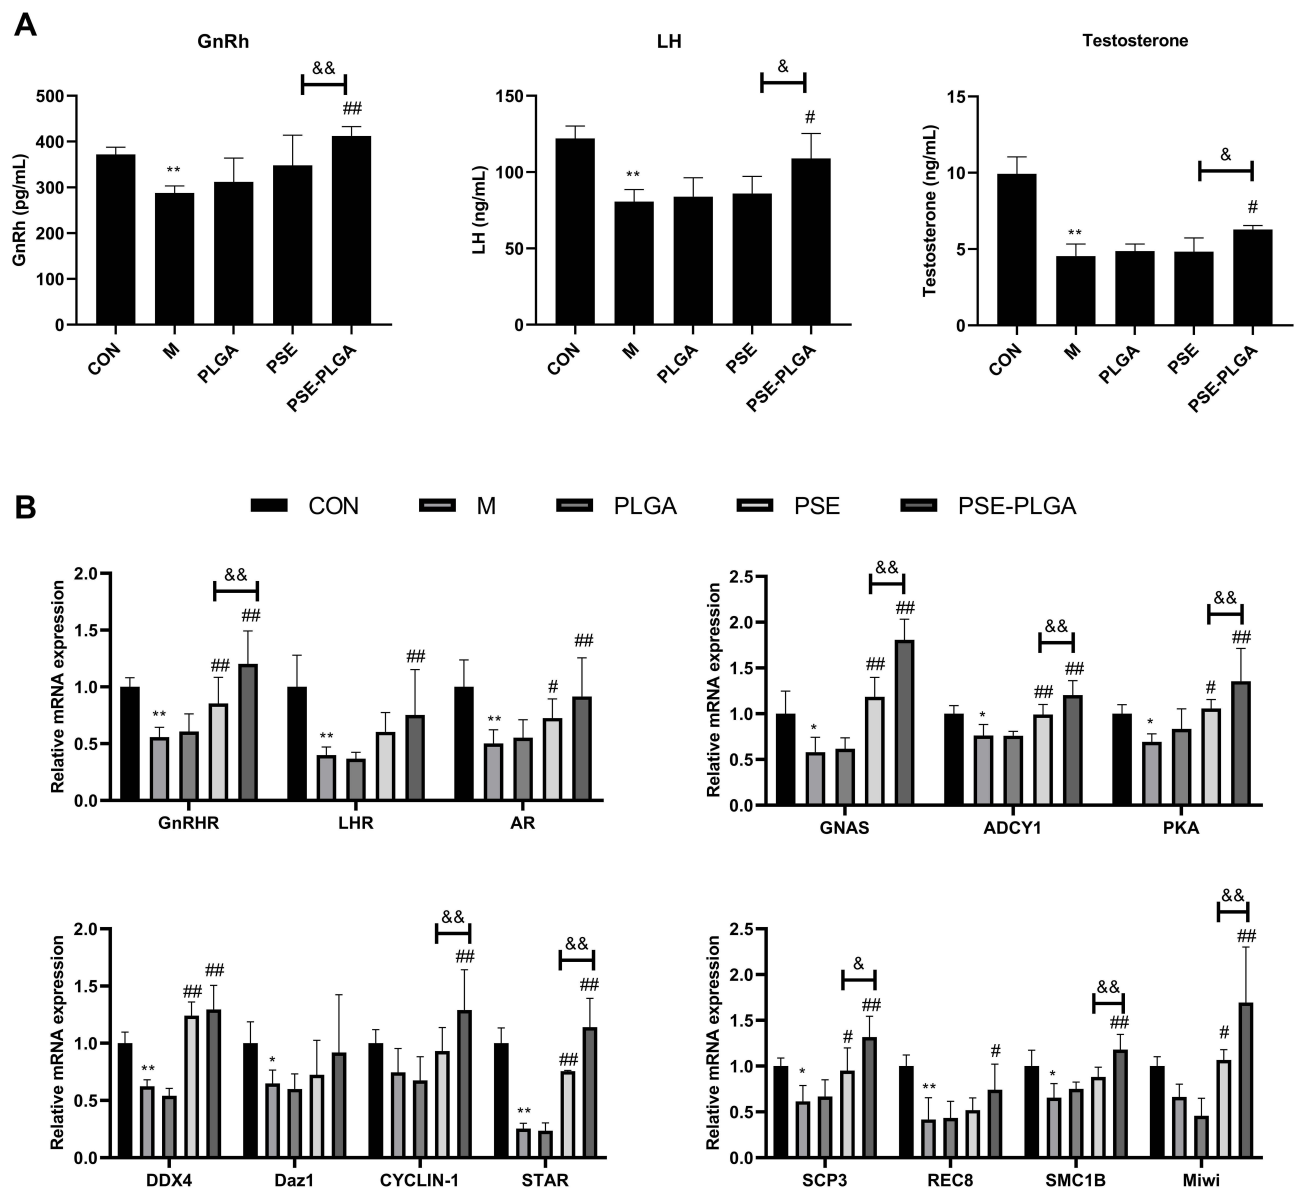 A
GnRh
LH
Testosterone
&&
##
**
500
400
300
200
100
0
GnRh (pg/mL)
CON
M
PLGA
PSE
PSE-PLGA
&
#
**
150
100
50
0
LH (ng/mL)
CON
M
PLGA
PSE
PSE-PLGA
&
#
**
15
10
5
0
Testosterone (ng/mL)
CON
M
PLGA
PSE
PSE-PLGA
B
CON M PLGA PSE PSE-PLGA
Relative mRNA expression
2.0
1.5
1.0
0.5
0.0
** ## && ##
** ##
** # ##
GnRHR LHR AR
Relative mRNA expression
2.5
2.0
1.5
1.0
0.5
0.0
* ## && ##
* ## && ##
* # && ##
GNAS ADCY1 PKA
Relative mRNA expression
2.0
1.5
1.0
0.5
0.0
** ## ##
*
&& ##
** ## && ##
DDX4 Daz1 CYCLIN-1 STAR
Relative mRNA expression
2.5
2.0
1.5
1.0
0.5
0.0
* # & ##
** #
* && ##
# && ##
SCP3 REC8 SMC1B Miwi